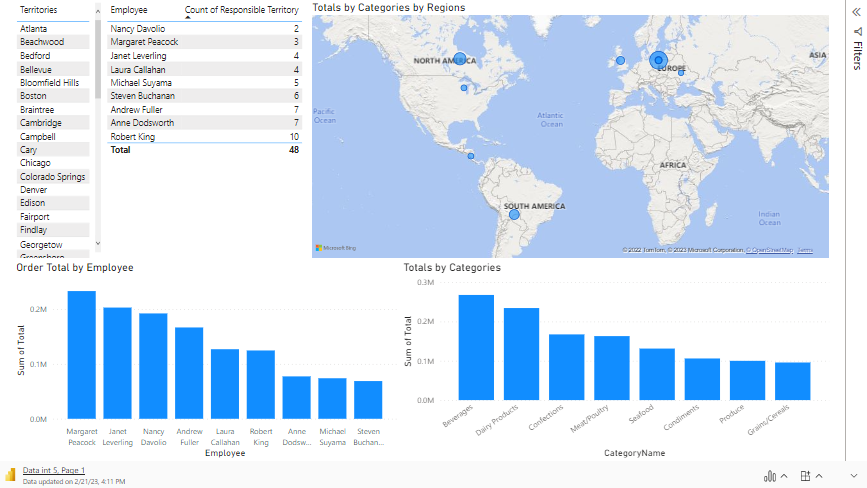 Territories
Atlanta
Beachwood
Bedford
Bellevue
Bloomfield Hills
Boston
Braintree
Cambridge
Campbell
Cary
Chicago
Colorado Springs
Denver
Edison
Fairport
Findlay
Georgetow
Greensboro
Employee Count of Responsible Territory
Nancy Davolio 2
Margaret Peacock 3
Janet Leverling 4
Laura Callahan 4
Michael Suyama 5
Steven Buchanan 6
Andrew Fuller 7
Anne Dodsworth 7
Robert King 10
Total 48
Totals by Categories by Regions
NORTH AMERICA
EUROPE
ASIA
Pacific
Ocean
Atlantic
Ocean
AFRICA
SOUTH AMERICA
Indian
Ocean
Microsoft Bing
© 2022 TomTom, © 2023 Microsoft Corporation, © OpenStreetMap Terms
Filters
Order Total by Employee
Sum of Total
0.2M
0.1M
0.0M
Margaret Peacock
Janet Leverling
Nancy Davolio
Andrew Fuller
Laura Callahan
Robert King
Anne Dodsw...
Michael Suyama
Steven Buchan...
Employee
Totals by Categories
Sum of Total
0.3M
0.2M
0.1M
0.0M
Beverages
Dairy Products
Confections
Meat/Poultry
Seafood
Condiments
Produce
Grains/Cereals
CategoryName
Data int 5, Page 1
Data updated on 2/21/23, 4:11 PM